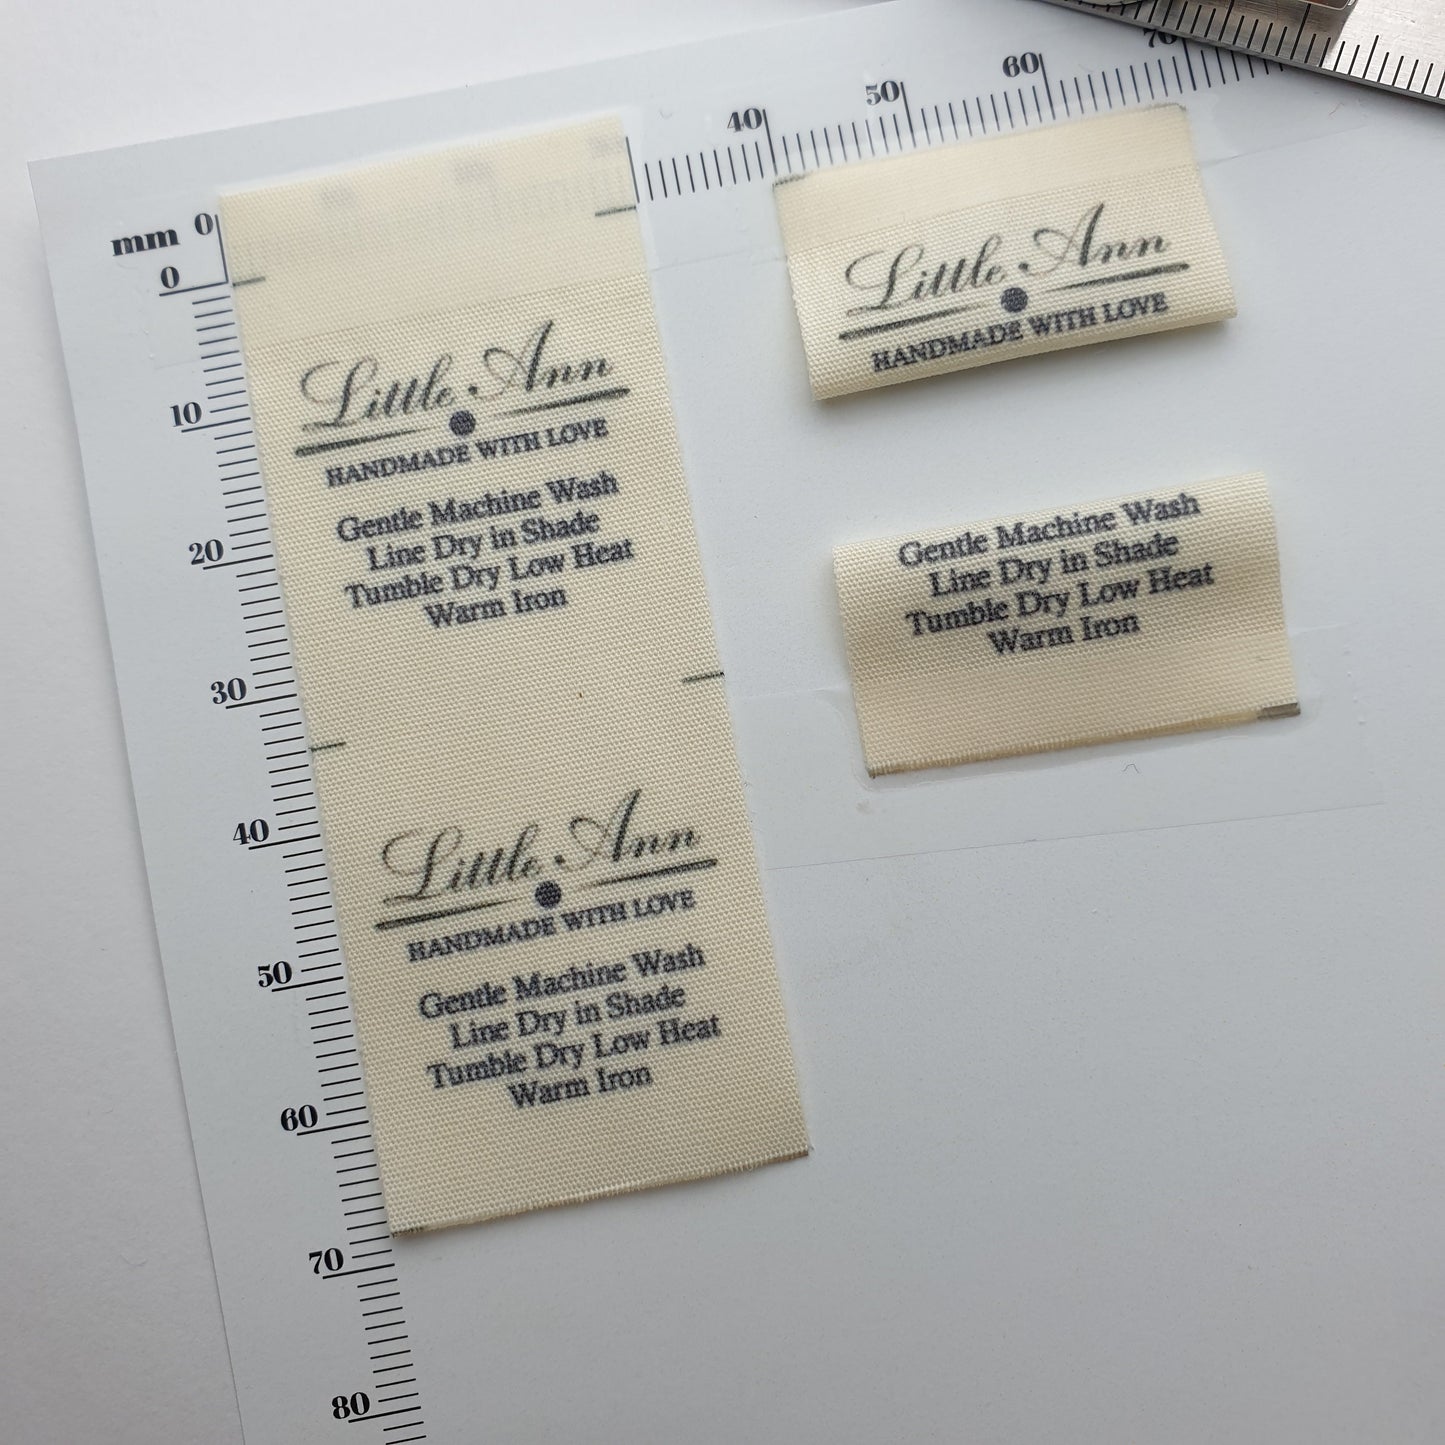 mm 0
40
50
60
70
0
10
20
30
40
50
60
70
80
Little Ann
HANDMADE WITH LOVE
Gentle Machine Wash
Line Dry in Shade
Tumble Dry Low Heat
Warm Iron
Little Ann
HANDMADE WITH LOVE
Gentle Machine Wash
Line Dry in Shade
Tumble Dry Low Heat
Warm Iron
Little Ann
HANDMADE WITH LOVE
Gentle Machine Wash
Line Dry in Shade
Tumble Dry Low Heat
Warm Iron